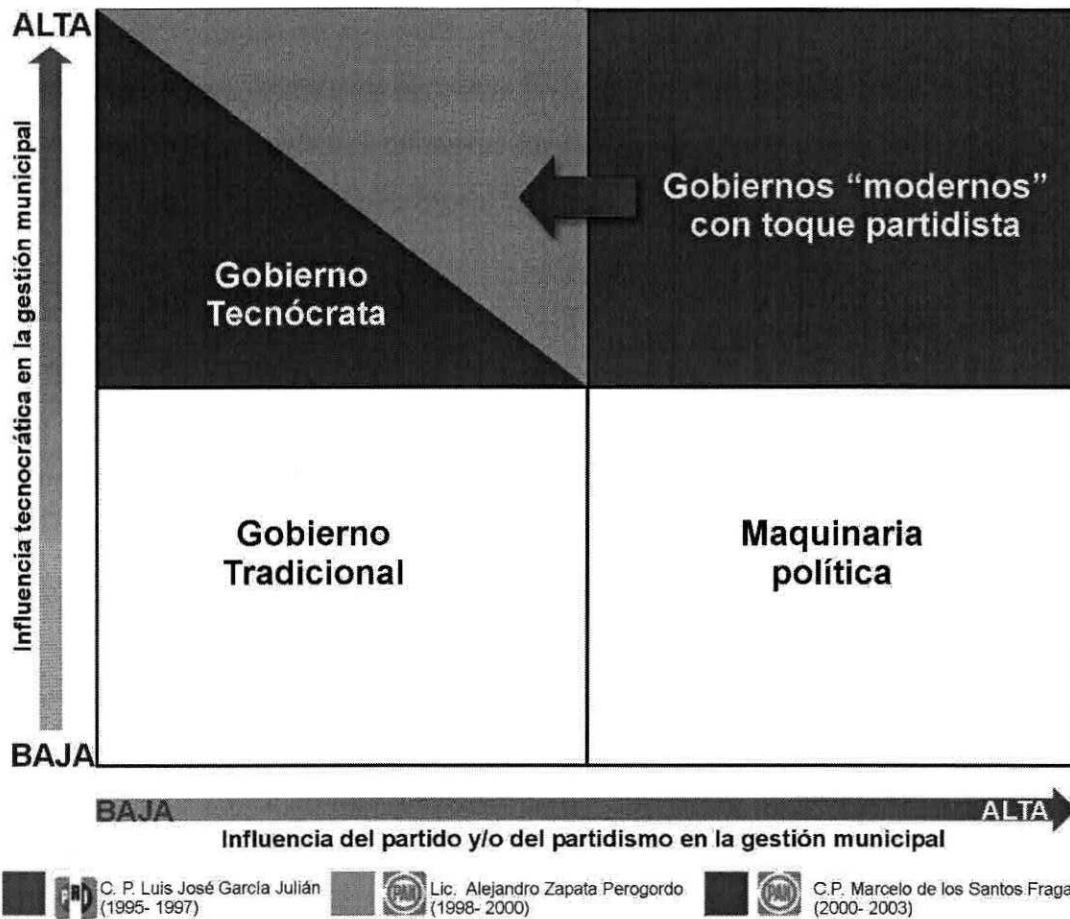 ALTA
Influencia tecnocrática en la gestión municipal
BAJA
Gobierno
Tecnócrata
Gobiernos “modernos”
con toque partidista
Gobierno
Tradicional
Maquinaria
política
BAJA
ALTA
Influencia del partido y/o del partidismo en la gestión municipal
PRI
C. P. Luis José García Julián
(1995- 1997)
PAN
Lic. Alejandro Zapata Perogordo
(1998- 2000)
PAN
C.P. Marcelo de los Santos Fraga
(2000- 2003)